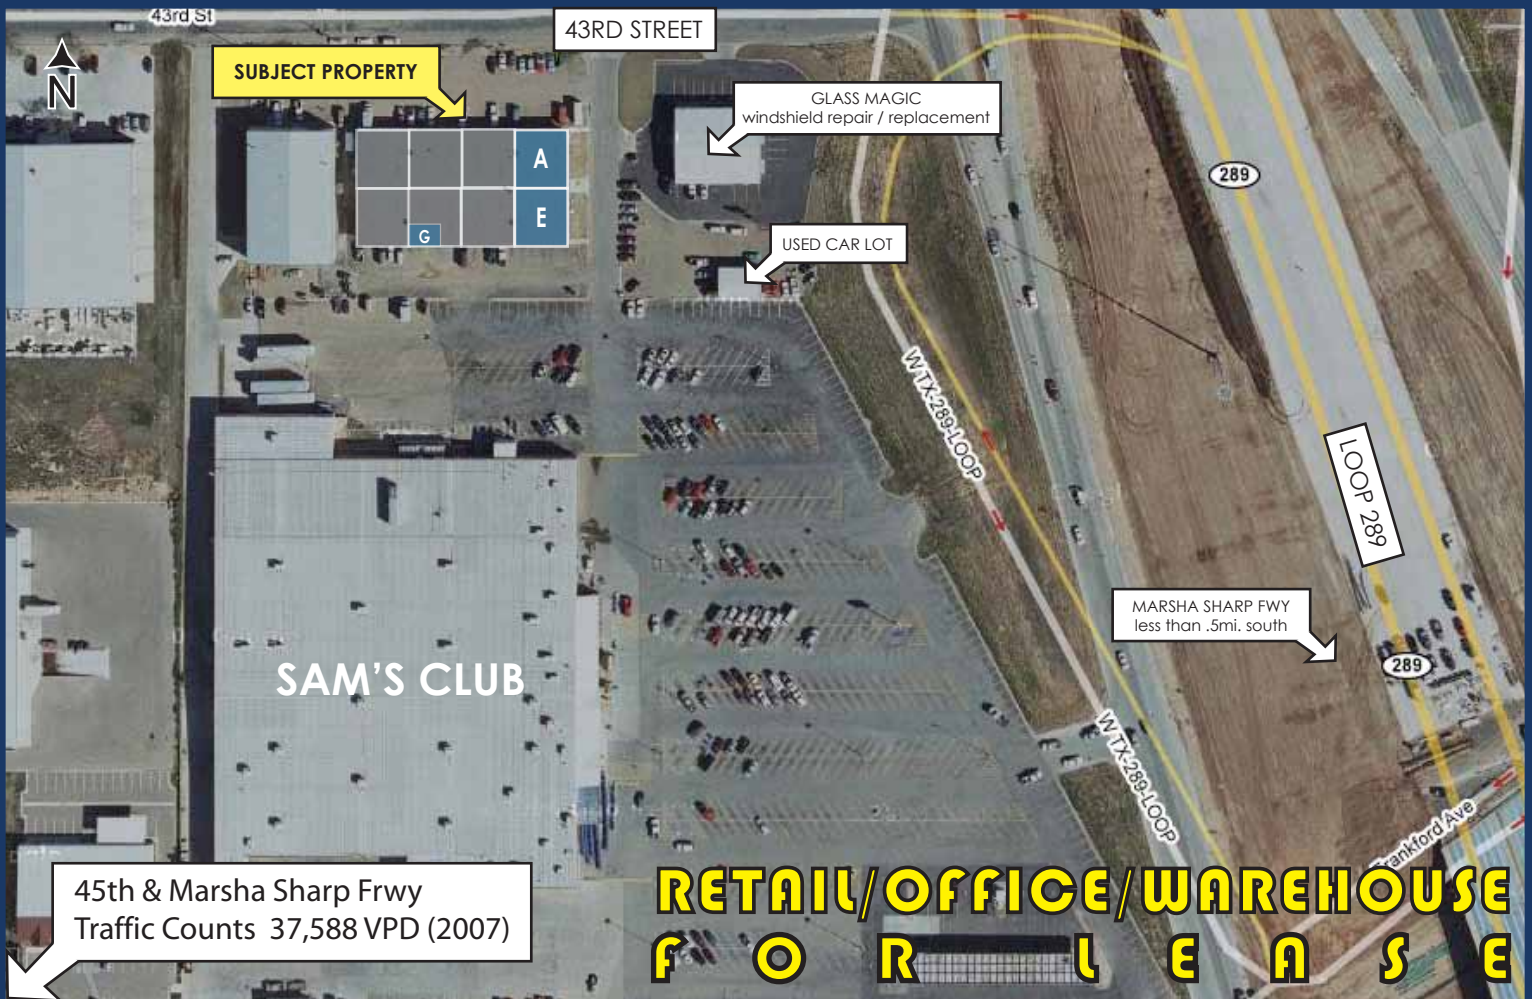 43rd St
43RD STREET
N
SUBJECT PROPERTY
GLASS MAGIC
windshield repair / replacement
A
E
G
USED CAR LOT
289
W TX-289-LOOP
LOOP 289
MARSHA SHARP FWY
less than .5mi. south
289
SAM'S CLUB
W TX-289-LOOP
Frankford Ave
45th & Marsha Sharp Frwy
Traffic Counts 37,588 VPD (2007)
RETAIL/OFFICE/WAREHOUSE
FOR LEASE